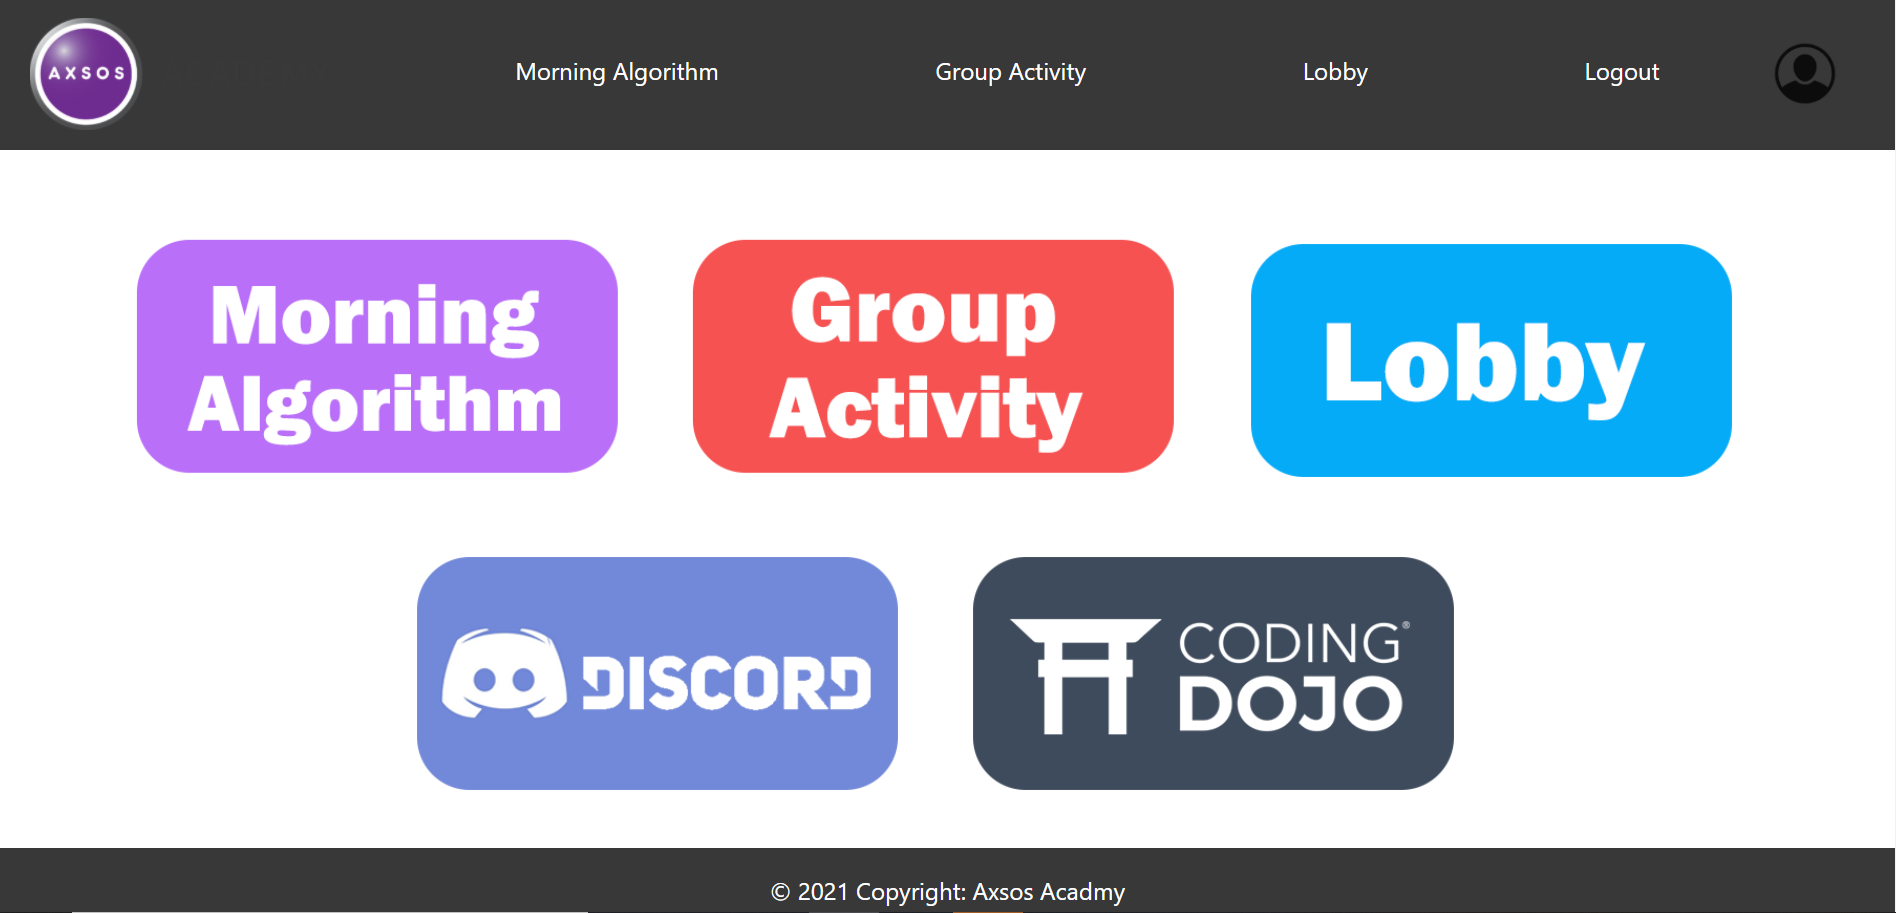 AXSOS
Morning Algorithm
Group Activity
Lobby
Logout
Morning
Algorithm
Group
Activity
Lobby
DISCORD
CODING®
DOJO
© 2021 Copyright: Axsos Acadmy